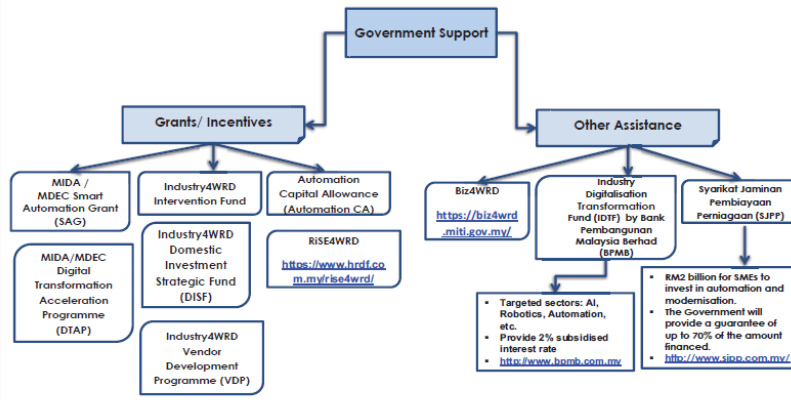 Government Support
Grants/ Incentives
Other Assistance
MIDA /
MDEC Smart
Automation Grant
(SAG)
Industry4WRD
Intervention Fund
Automation
Capital Allowance
(Automation CA)
MIDA/MDEC
Digital
Transformation
Acceleration
Programme
(DTAP)
Industry4WRD
Domestic
Investment
Strategic Fund
(DISF)
RiSE4WRD
https://www.hrdf.co
m.my/rise4wrd/
Industry4WRD
Vendor
Development
Programme (VDP)
Biz4WRD
https://biz4wrd
.miti.gov.my/
Industry
Digitalisation
Transformation
Fund (IDTF) by Bank
Pembangunan
Malaysia Berhad
(BPMB)
Syarikat Jaminan
Pembiayaan
Perniagaan (SJPP)
▪ Targeted sectors: AI,
Robotics, Automation,
etc.
▪ Provide 2% subsidised
interest rate
▪ http://www.bpmb.com.my
▪ RM2 billion for SMEs to
invest in automation and
modernisation.
▪ The Government will
provide a guarantee of
up to 70% of the amount
financed.
▪ http://www.sjpp.com.my/